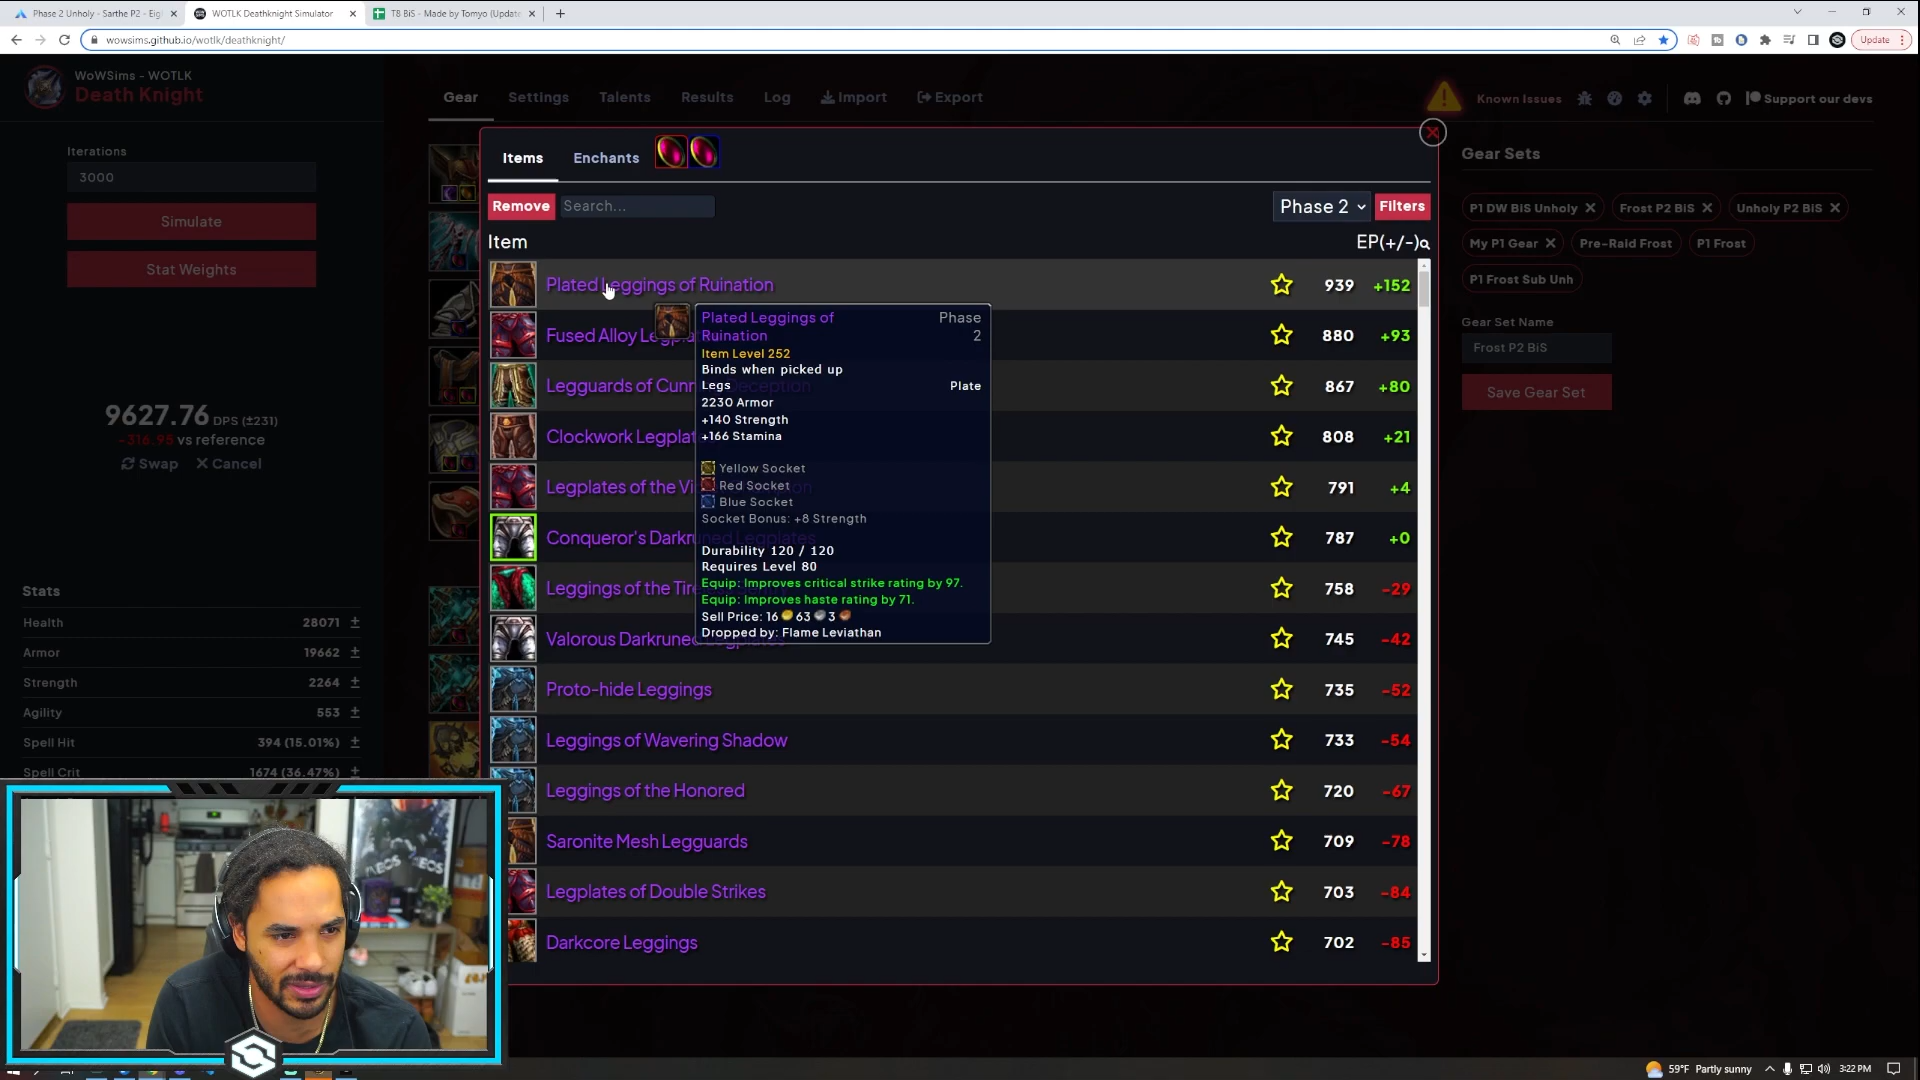 Phase 2 Unholy - Sarthe P2 - Eig
WOTLK Deathknight Simulator
T8 BiS - Made by Tomyo (Update
wowsims.github.io/wotlk/deathknight/
Update
WoWSims - WOTLK
Death Knight
Gear
Settings
Talents
Results
Log
Import
Export
Known Issues
Support our devs
Iterations
3000
Simulate
Stat Weights
9627.76 DPS (±231)
-316.95 vs reference
Swap
Cancel
Stats
Health 28071
Armor 19662
Strength 2264
Agility 553
Spell Hit 394 (15.01%)
Spell Crit 1674 (36.47%)
Items
Enchants
Remove
Search...
Phase 2
Filters
Item
EP(+/-)
Plated Leggings of Ruination 939 +152
Fused Alloy Legpla 880 +93
Legguards of Cunn Deception 867 +80
Clockwork Legplat 808 +21
Legplates of the Vi 791 +4
Conqueror's Darkruned Legplates 787 +0
Leggings of the Tire 758 -29
Valorous Darkruned Legplates 745 -42
Proto-hide Leggings 735 -52
Leggings of Wavering Shadow 733 -54
Leggings of the Honored 720 -67
Saronite Mesh Legguards 709 -78
Legplates of Double Strikes 703 -84
Darkcore Leggings 702 -85
Plated Leggings of Ruination
Phase 2
Item Level 252
Binds when picked up
Legs Plate
2230 Armor
+140 Strength
+166 Stamina
Yellow Socket
Red Socket
Blue Socket
Socket Bonus: +8 Strength
Durability 120 / 120
Requires Level 80
Equip: Improves critical strike rating by 97.
Equip: Improves haste rating by 71.
Sell Price: 16 63 3
Dropped by: Flame Leviathan
Gear Sets
P1 DW BiS Unholy
Frost P2 BiS
Unholy P2 BiS
My P1 Gear
Pre-Raid Frost
P1 Frost
P1 Frost Sub Unh
Gear Set Name
Frost P2 BiS
Save Gear Set
59°F Partly sunny
3:22 PM